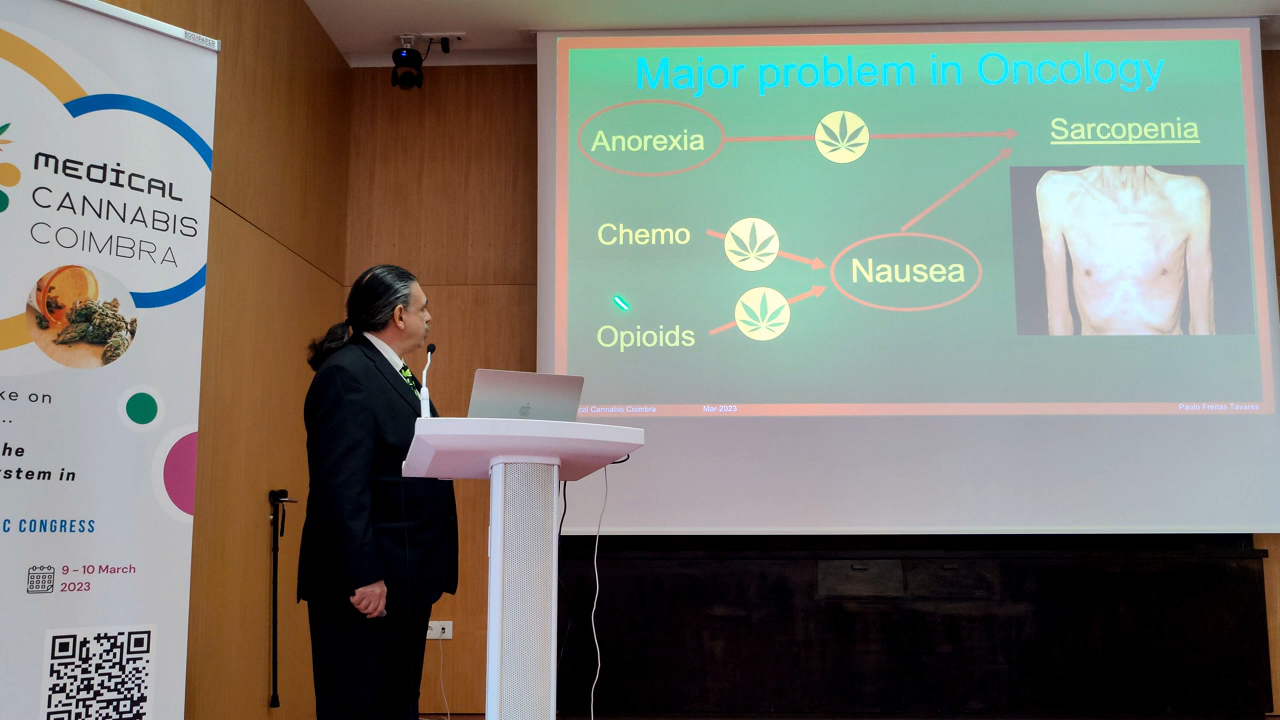 MEDICAL
CANNABIS
COIMBRA
ke on
..
he
stem in
C CONGRESS
9 - 10 March
2023
Major problem in Oncology
Anorexia
Sarcopenia
Chemo
Nausea
Opioids
cal Cannabis Coimbra
Mar-2023
Paulo Freitas Tavares